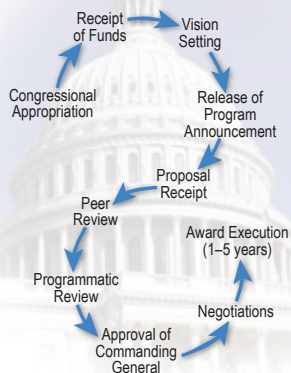 Receipt
of Funds
Vision
Setting
Congressional
Appropriation
Release of
Program
Announcement
Proposal
Receipt
Peer
Review
Award Execution
(1–5 years)
Programmatic
Review
Negotiations
Approval of
Commanding
General